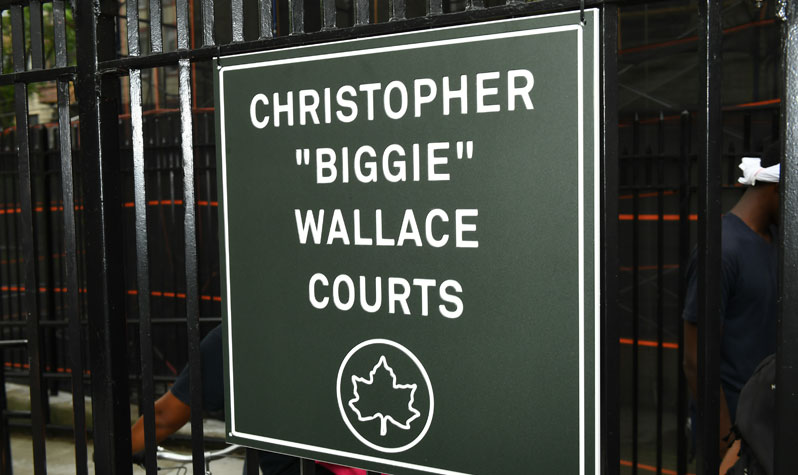 CHRISTOPHER
"BIGGIE"
WALLACE
COURTS